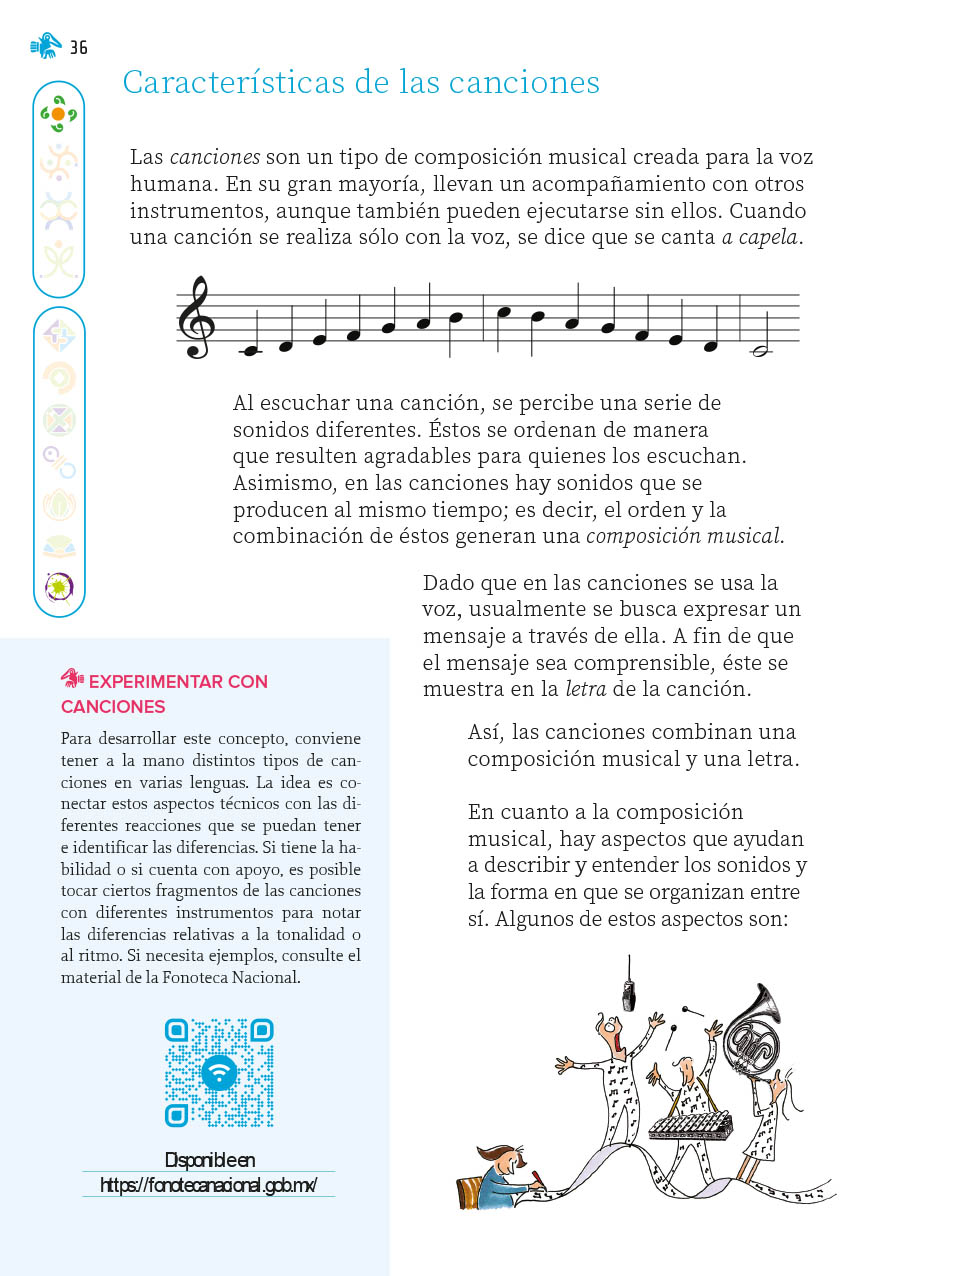 36
Características de las canciones
Las canciones son un tipo de composición musical creada para la voz
humana. En su gran mayoría, llevan un acompañamiento con otros
instrumentos, aunque también pueden ejecutarse sin ellos. Cuando
una canción se realiza sólo con la voz, se dice que se canta a capela.
Al escuchar una canción, se percibe una serie de
sonidos diferentes. Éstos se ordenan de manera
que resulten agradables para quienes los escuchan.
Asimismo, en las canciones hay sonidos que se
producen al mismo tiempo; es decir, el orden y la
combinación de éstos generan una composición musical.
Dado que en las canciones se usa la
voz, usualmente se busca expresar un
mensaje a través de ella. A fin de que
el mensaje sea comprensible, éste se
muestra en la letra de la canción.
Así, las canciones combinan una
composición musical y una letra.
En cuanto a la composición
musical, hay aspectos que ayudan
a describir y entender los sonidos y
la forma en que se organizan entre
sí. Algunos de estos aspectos son:
EXPERIMENTAR CON
CANCIONES
Para desarrollar este concepto, conviene
tener a la mano distintos tipos de can-
ciones en varias lenguas. La idea es co-
nectar estos aspectos técnicos con las di-
ferentes reacciones que se puedan tener
e identificar las diferencias. Si tiene la ha-
bilidad o si cuenta con apoyo, es posible
tocar ciertos fragmentos de las canciones
con diferentes instrumentos para notar
las diferencias relativas a la tonalidad o
al ritmo. Si necesita ejemplos, consulte el
material de la Fonoteca Nacional.
Disponible en
https://fonotecanacional.gob.mx/